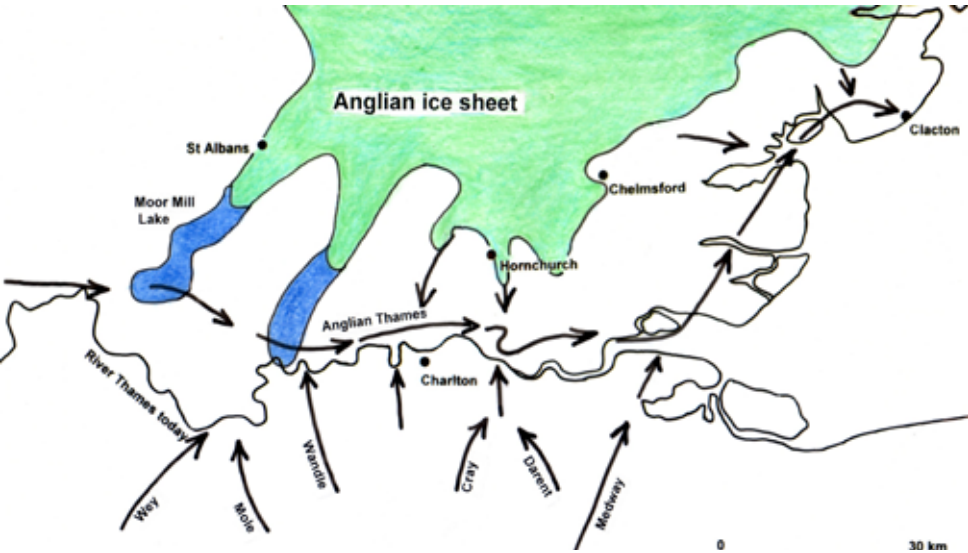 Anglian ice sheet
St Albans
Clacton
Chelmsford
Moor Mill
Lake
Hornchurch
Anglian Thames
Charlton
River Thames today
Wandle
Cray
Darent
Medway
Wey
Mole
0
30 km